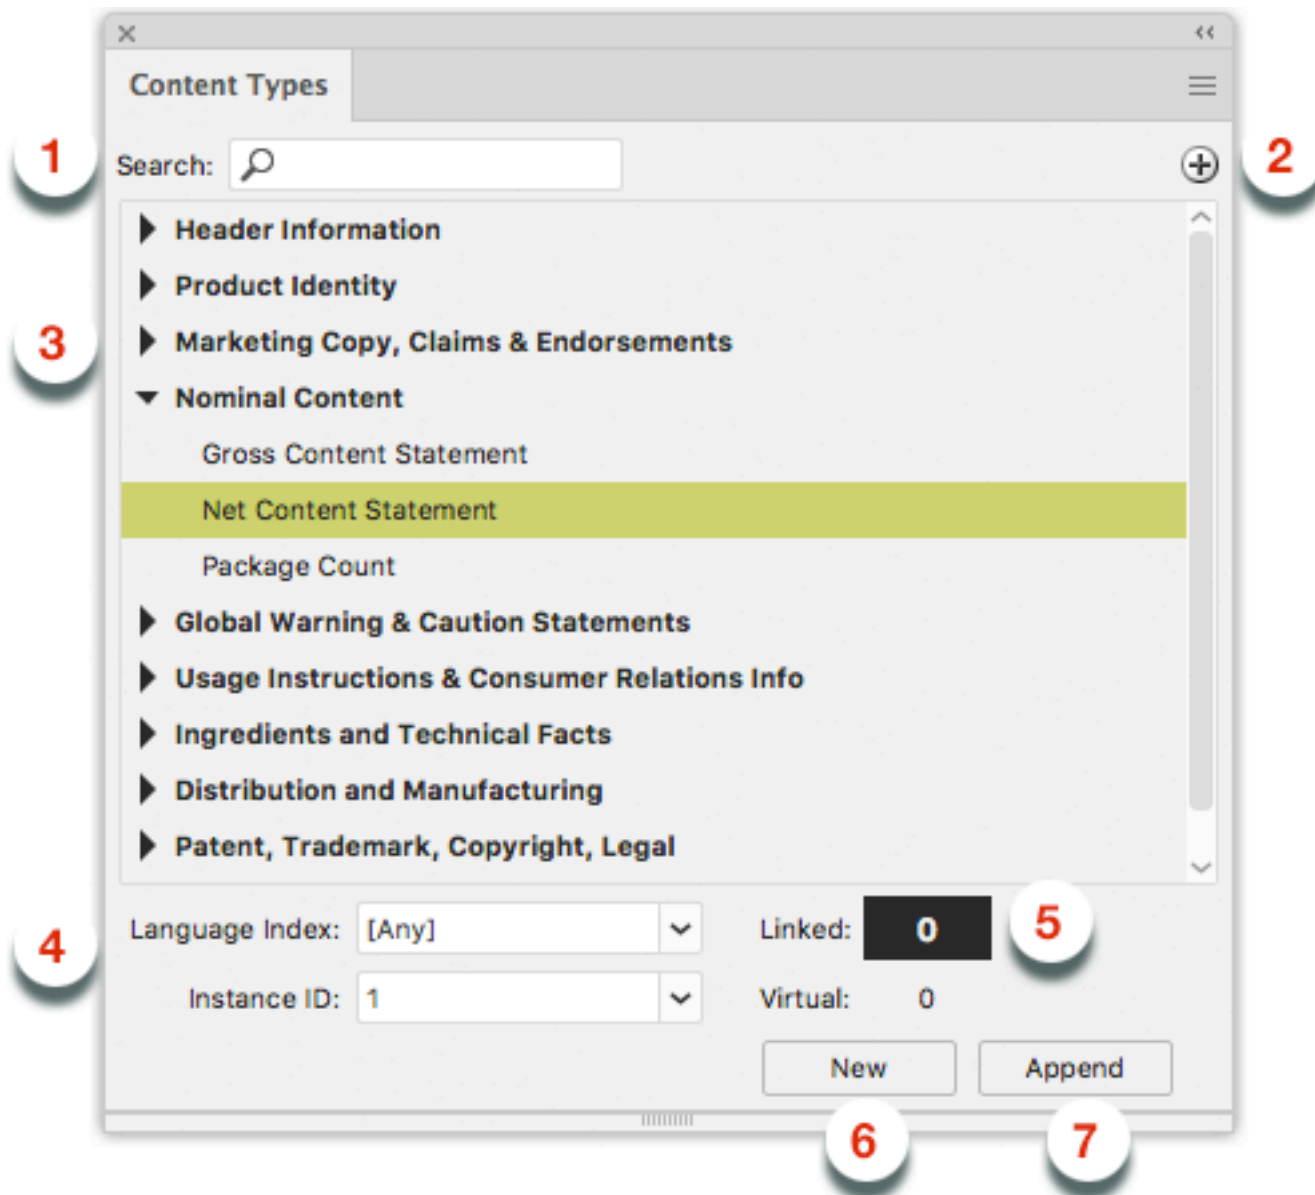 Content Types
1 Search: 2
Header Information
Product Identity
3 Marketing Copy, Claims & Endorsements
Nominal Content
Gross Content Statement
Net Content Statement
Package Count
Global Warning & Caution Statements
Usage Instructions & Consumer Relations Info
Ingredients and Technical Facts
Distribution and Manufacturing
Patent, Trademark, Copyright, Legal
4 Language Index: [Any] Linked: 0 5
Instance ID: 1 Virtual: 0
New Append
6 7